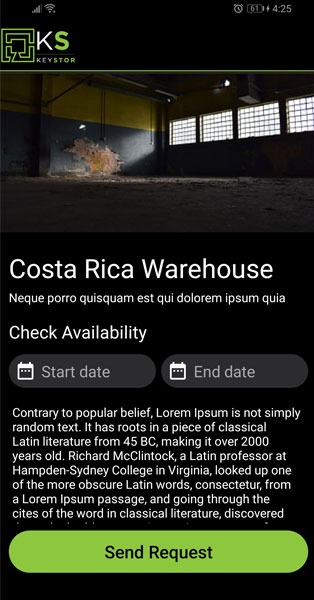 61 4:25
KS
KEYSTOR
Costa Rica Warehouse
Neque porro quisquam est qui dolorem ipsum quia
Check Availability
Start date End date
Contrary to popular belief, Lorem Ipsum is not simply
random text. It has roots in a piece of classical
Latin literature from 45 BC, making it over 2000
years old. Richard McClintock, a Latin professor at
Hampden-Sydney College in Virginia, looked up one
of the more obscure Latin words, consectetur, from
a Lorem Ipsum passage, and going through the
cites of the word in classical literature, discovered
Send Request